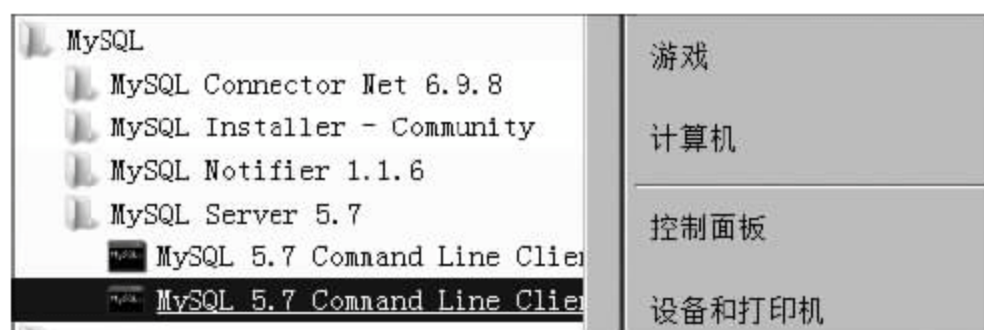 MySQL
MySQL Connector Net 6.9.8
MySQL Installer - Community
MySQL Notifier 1.1.6
MySQL Server 5.7
MySQL 5.7 Command Line Clie
MySQL 5.7 Command Line Clie
游戏
计算机
控制面板
设备和打印机